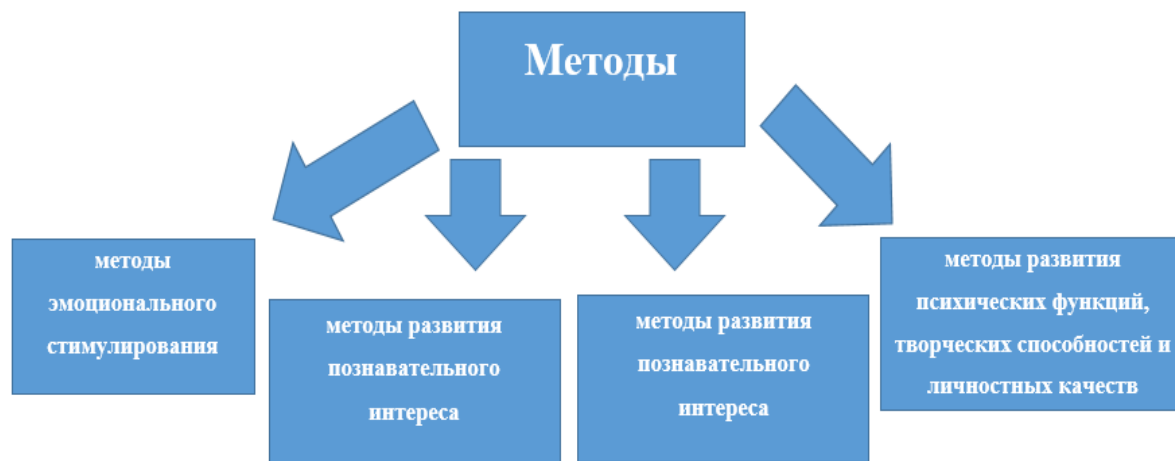 Методы
методы
эмоционального
стимулирования
методы развития
познавательного
интереса
методы развития
познавательного
интереса
методы развития
психических функций,
творческих способностей и
личностных качеств